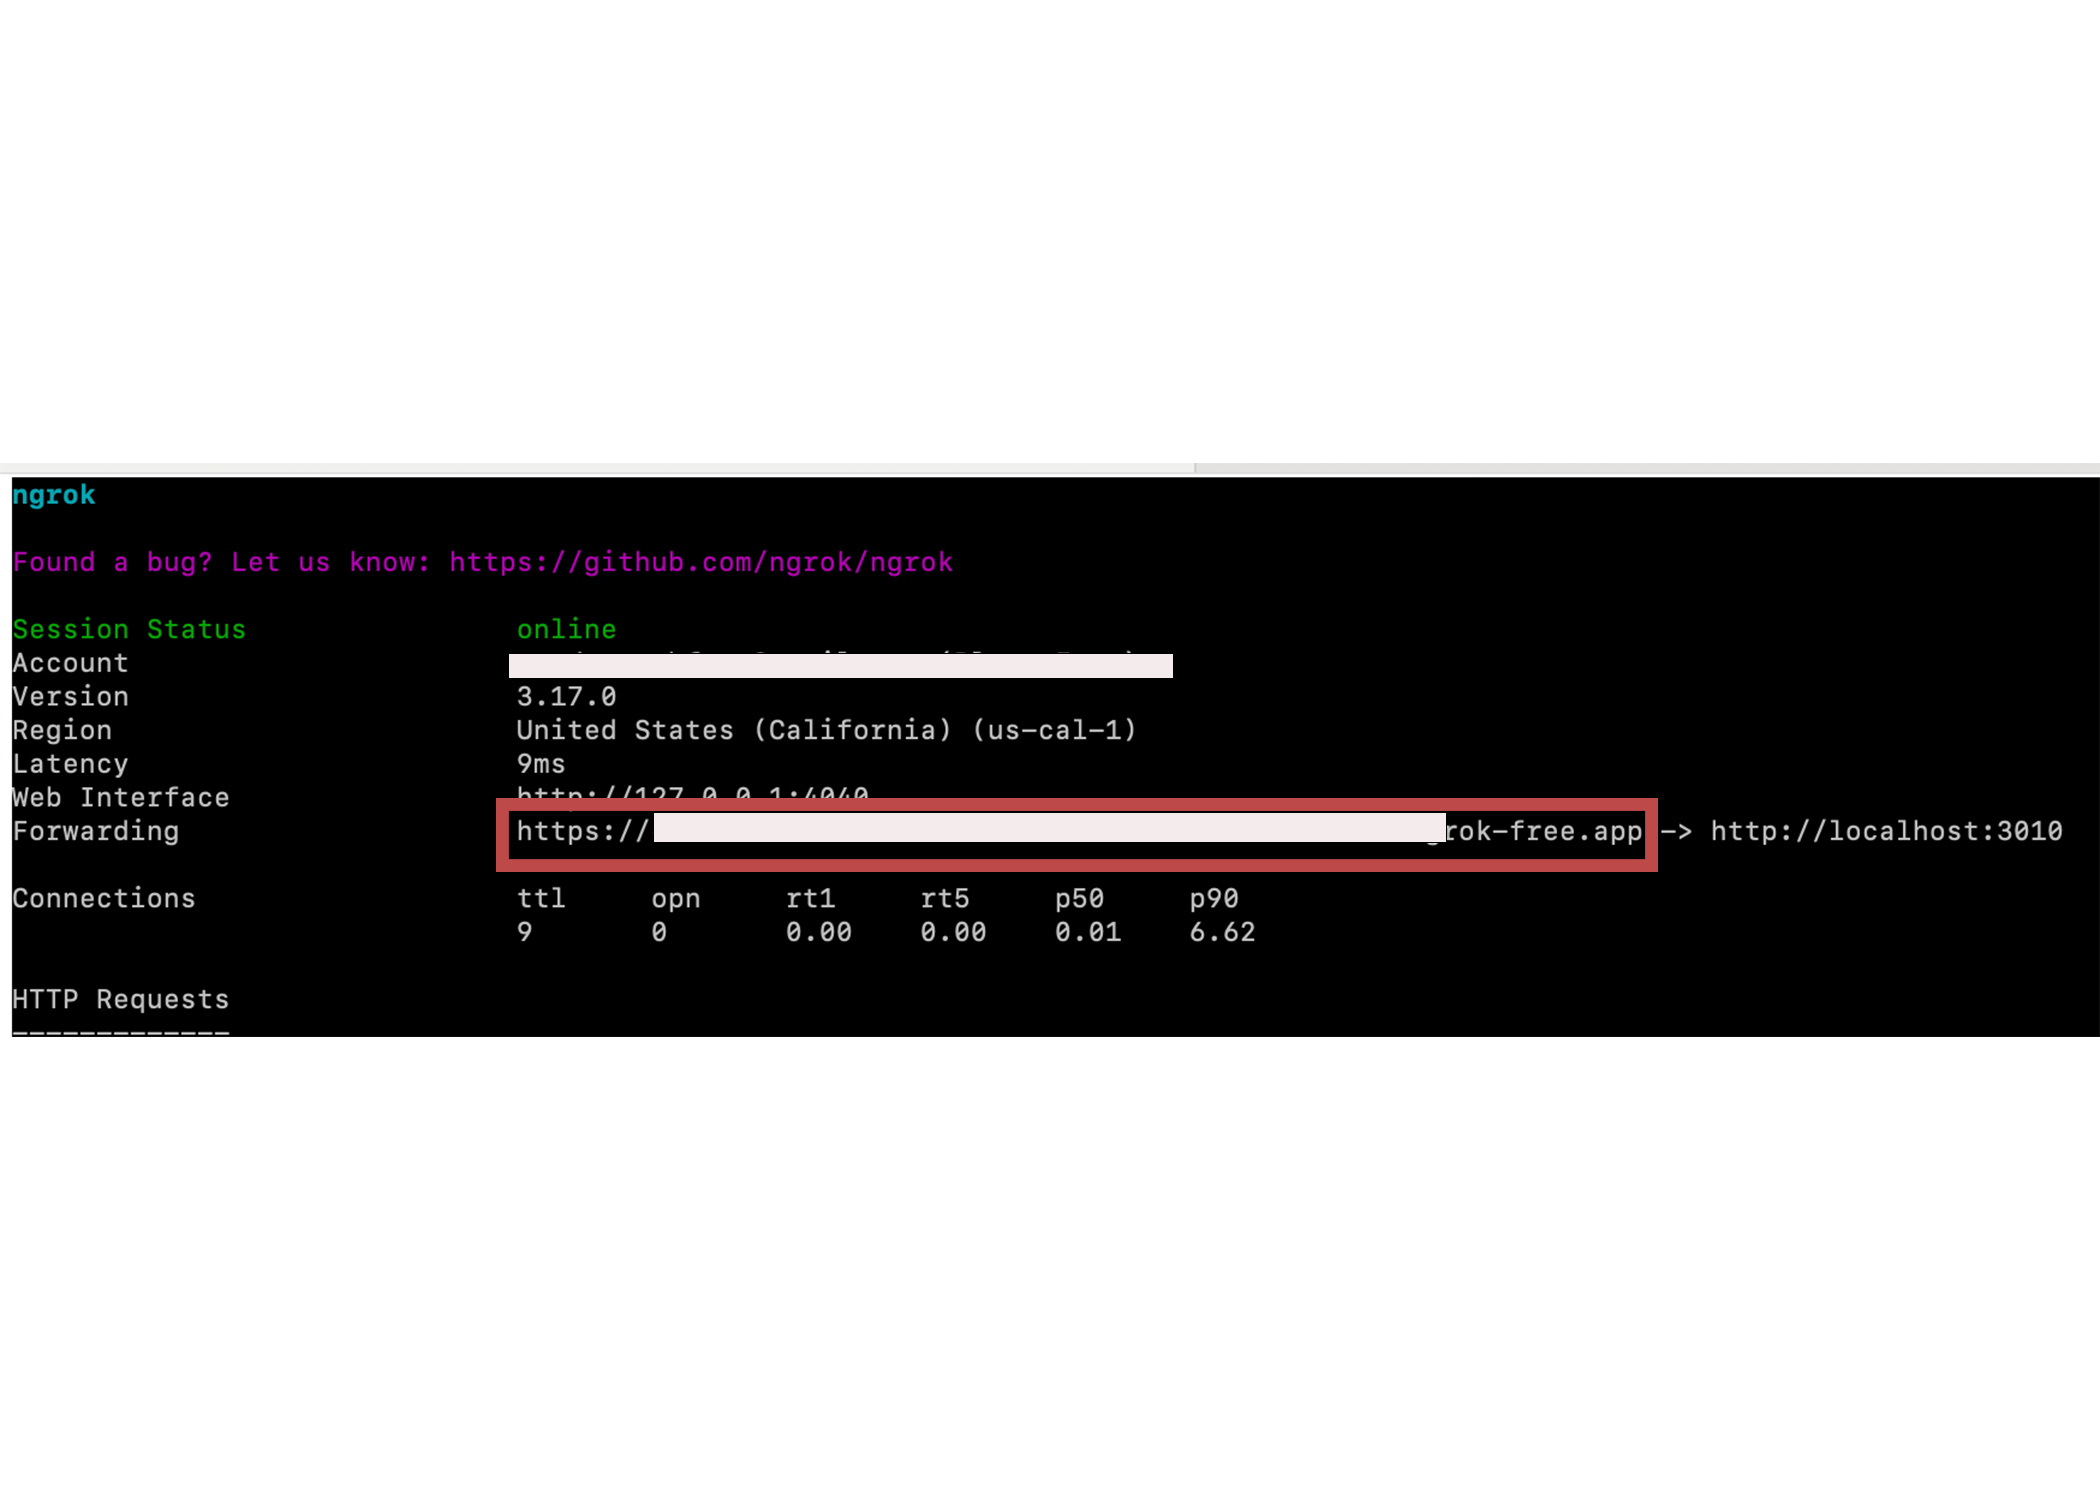 ngrok
Found a bug? Let us know: https://github.com/ngrok/ngrok
Session Status online
Account
Version 3.17.0
Region United States (California) (us-cal-1)
Latency 9ms
Web Interface http://127.0.0.1:4040
Forwarding https:// rok-free.app -> http://localhost:3010
Connections ttl opn rt1 rt5 p50 p90
9 0 0.00 0.00 0.01 6.62
HTTP Requests
-------------